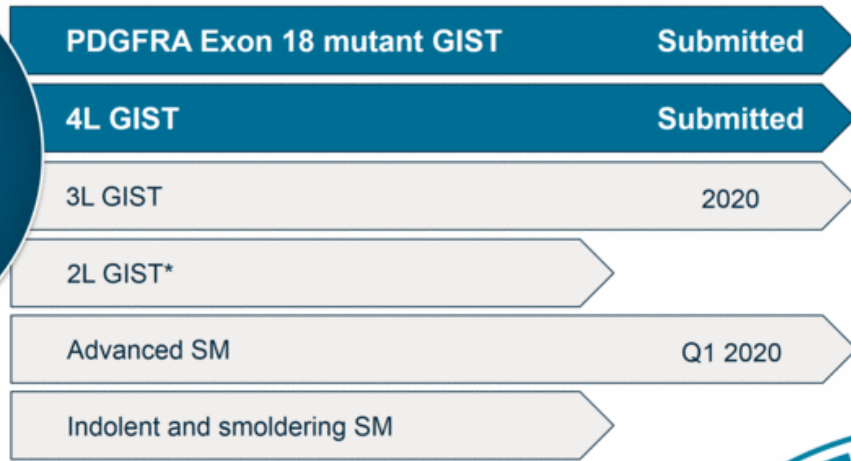 PDGFRA Exon 18 mutant GIST Submitted
4L GIST Submitted
3L GIST 2020
2L GIST*
Advanced SM Q1 2020
Indolent and smoldering SM